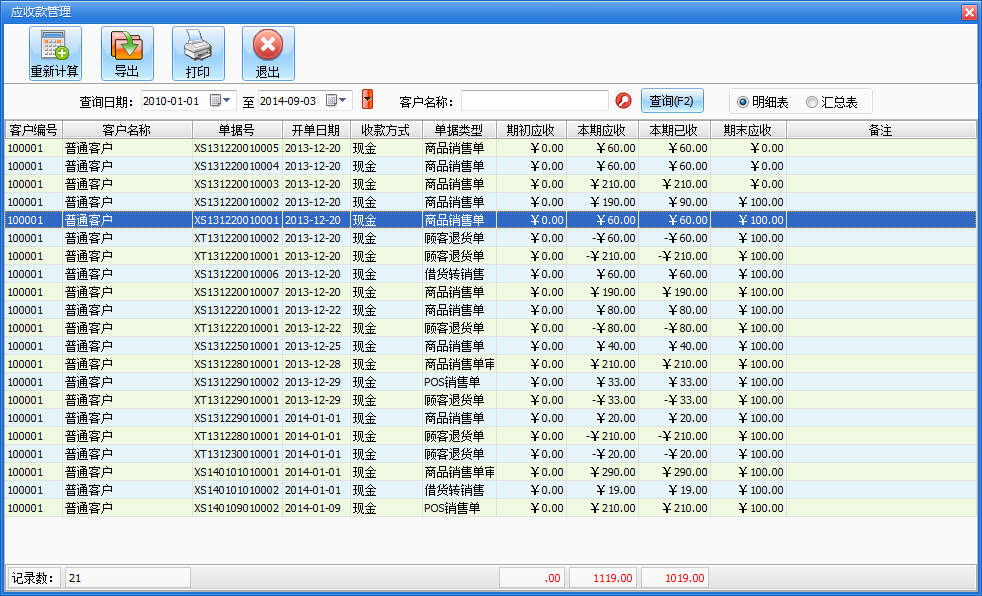 应收款管理
重新计算 导出 打印 退出
查询日期： 2010-01-01 至 2014-09-03 客户名称： 查询(F2) 明细表 汇总表
客户编号 客户名称 单据号 开单日期 收款方式 单据类型 期初应收 本期应收 本期已收 期末应收 备注
100001 普通客户 XS131220010005 2013-12-20 现金 商品销售单 ￥0.00 ￥60.00 ￥60.00 ￥0.00
100001 普通客户 XS131220010004 2013-12-20 现金 商品销售单 ￥0.00 ￥60.00 ￥60.00 ￥0.00
100001 普通客户 XS131220010003 2013-12-20 现金 商品销售单 ￥0.00 ￥210.00 ￥210.00 ￥0.00
100001 普通客户 XS131220010002 2013-12-20 现金 商品销售单 ￥0.00 ￥190.00 ￥90.00 ￥100.00
100001 普通客户 XS131220010001 2013-12-20 现金 商品销售单 ￥0.00 ￥60.00 ￥60.00 ￥100.00
100001 普通客户 XT131220010002 2013-12-20 现金 顾客退货单 ￥0.00 -￥60.00 -￥60.00 ￥100.00
100001 普通客户 XT131220010001 2013-12-20 现金 顾客退货单 ￥0.00 -￥210.00 -￥210.00 ￥100.00
100001 普通客户 XS131220010006 2013-12-20 现金 借货转销售 ￥0.00 ￥60.00 ￥60.00 ￥100.00
100001 普通客户 XS131220010007 2013-12-20 现金 商品销售单 ￥0.00 ￥190.00 ￥190.00 ￥100.00
100001 普通客户 XS131222010001 2013-12-22 现金 商品销售单 ￥0.00 ￥80.00 ￥80.00 ￥100.00
100001 普通客户 XT131222010001 2013-12-22 现金 顾客退货单 ￥0.00 -￥80.00 -￥80.00 ￥100.00
100001 普通客户 XS131225010001 2013-12-25 现金 商品销售单 ￥0.00 ￥40.00 ￥40.00 ￥100.00
100001 普通客户 XS131228010001 2013-12-28 现金 商品销售单审 ￥0.00 ￥210.00 ￥210.00 ￥100.00
100001 普通客户 XS131229010002 2013-12-29 现金 POS销售单 ￥0.00 ￥33.00 ￥33.00 ￥100.00
100001 普通客户 XT131229010001 2013-12-29 现金 顾客退货单 ￥0.00 -￥33.00 -￥33.00 ￥100.00
100001 普通客户 XS131229010001 2014-01-01 现金 商品销售单 ￥0.00 ￥20.00 ￥20.00 ￥100.00
100001 普通客户 XT131228010001 2014-01-01 现金 顾客退货单 ￥0.00 -￥210.00 -￥210.00 ￥100.00
100001 普通客户 XT131230010001 2014-01-01 现金 顾客退货单 ￥0.00 -￥20.00 -￥20.00 ￥100.00
100001 普通客户 XS140101010001 2014-01-01 现金 商品销售单审 ￥0.00 ￥290.00 ￥290.00 ￥100.00
100001 普通客户 XS140101010002 2014-01-01 现金 借货转销售 ￥0.00 ￥19.00 ￥19.00 ￥100.00
100001 普通客户 XS140109010002 2014-01-09 现金 POS销售单 ￥0.00 ￥210.00 ￥210.00 ￥100.00
记录数： 21 .00 1119.00 1019.00